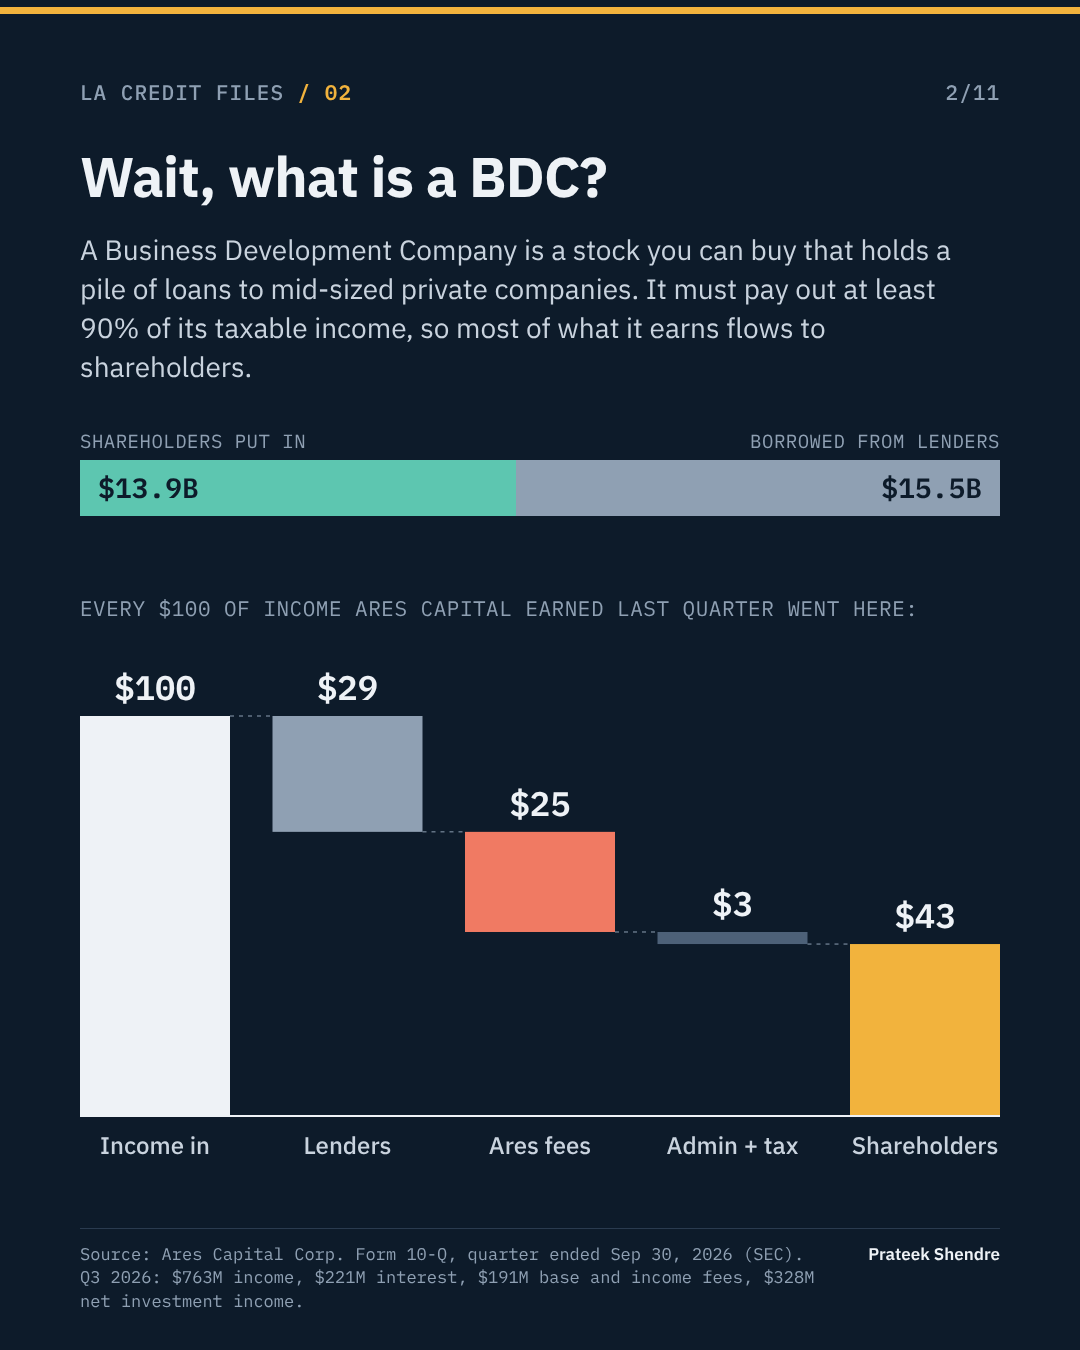 LA CREDIT FILES / 02
2/11
Wait, what is a BDC?
A Business Development Company is a stock you can buy that holds a
pile of loans to mid-sized private companies. It must pay out at least
90% of its taxable income, so most of what it earns flows to
shareholders.
SHAREHOLDERS PUT IN
BORROWED FROM LENDERS
$13.9B
$15.5B
EVERY $100 OF INCOME ARES CAPITAL EARNED LAST QUARTER WENT HERE:
$100
$29
$25
$3
$43
Income in
Lenders
Ares fees
Admin + tax
Shareholders
Source: Ares Capital Corp. Form 10-Q, quarter ended Sep 30, 2026 (SEC).
Q3 2026: $763M income, $221M interest, $191M base and income fees, $328M
net investment income.
Prateek Shendre